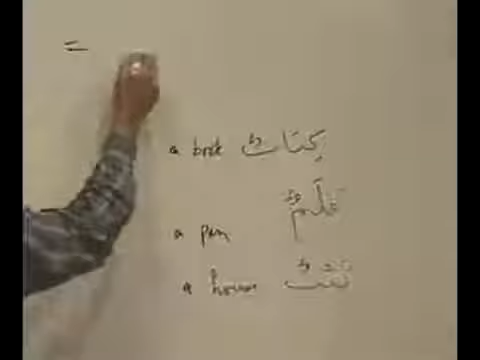 a book كِتَابٌ
a pen قَلَمٌ
a house بَيْتٌ